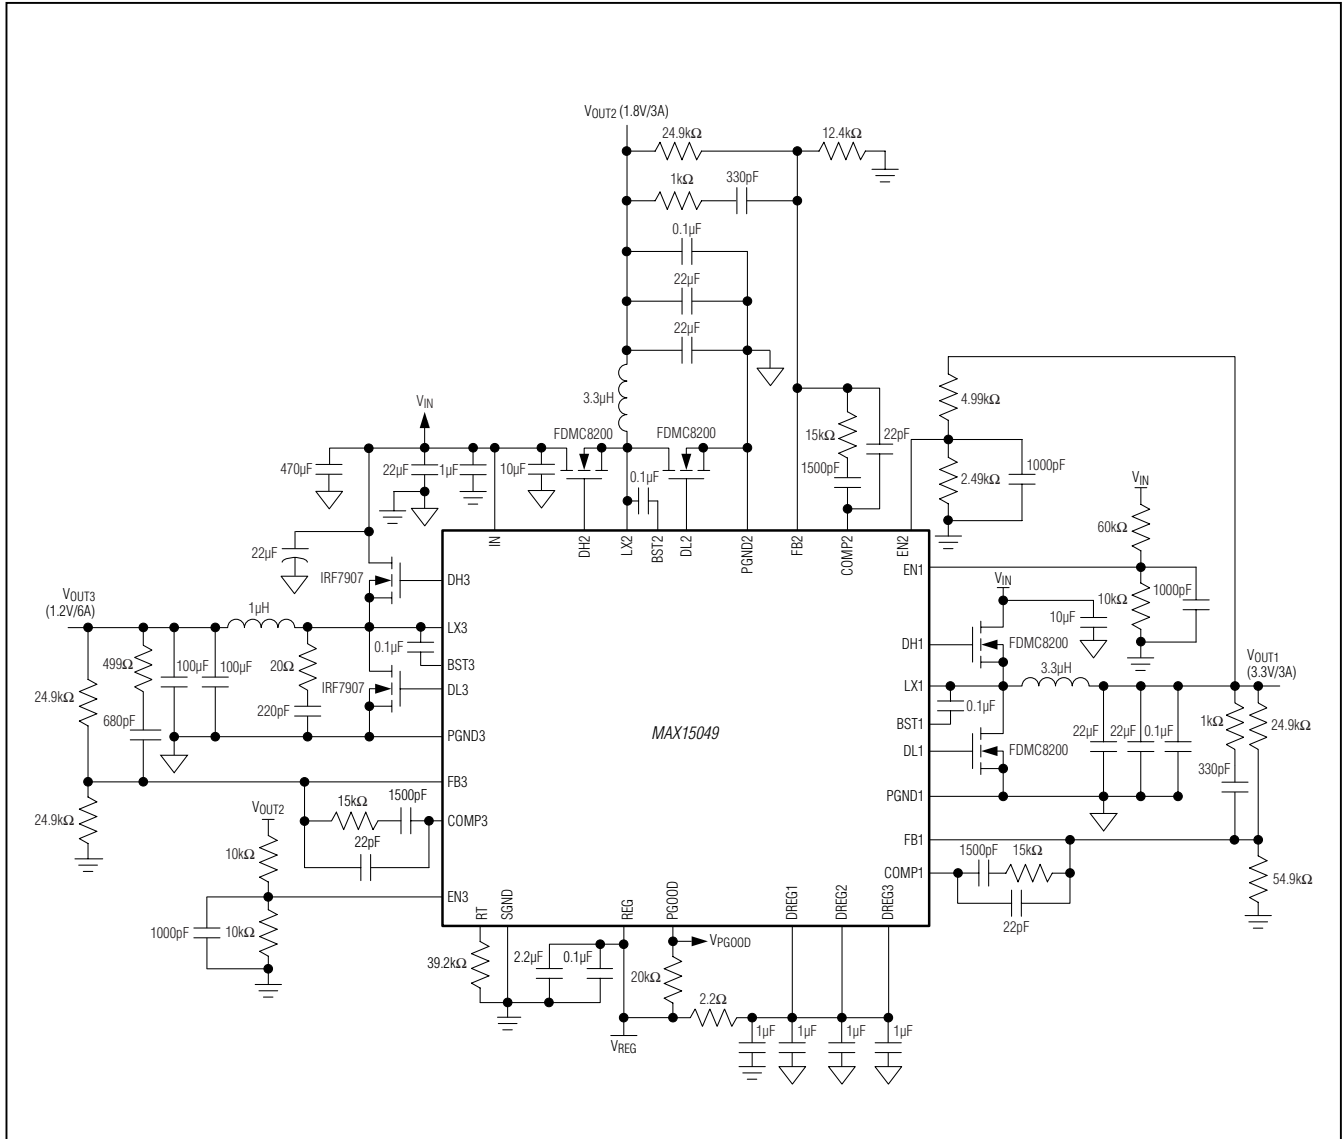 VOUT2 (1.8V/3A)
24.9kΩ
12.4kΩ
1kΩ
330pF
0.1µF
22µF
22µF
3.3µH
VIN
FDMC8200
FDMC8200
470µF
22µF
1µF
10µF
0.1µF
15kΩ
22pF
1500pF
4.99kΩ
2.49kΩ
1000pF
VIN
60kΩ
10kΩ
1000pF
IN
DH2
LX2
BST2
DL2
PGND2
FB2
COMP2
EN2
22µF
IRF7907
DH3
EN1
VIN
10µF
FDMC8200
DH1
VOUT3
(1.2V/6A)
1µH
LX3
0.1µF
BST3
499Ω
100µF
100µF
20Ω
IRF7907
DL3
24.9kΩ
680pF
220pF
PGND3
MAX15049
3.3µH
VOUT1
(3.3V/3A)
LX1
0.1µF
BST1
DL1
FDMC8200
22µF
22µF
0.1µF
1kΩ
24.9kΩ
330pF
PGND1
FB3
24.9kΩ
VOUT2
15kΩ
1500pF
COMP3
22pF
10kΩ
EN3
1000pF
10kΩ
FB1
1500pF
15kΩ
COMP1
22pF
54.9kΩ
RT
SGND
REG
PGOOD
DREG1
DREG2
DREG3
39.2kΩ
2.2µF
0.1µF
VPGOOD
20kΩ
2.2Ω
VREG
1µF
1µF
1µF
1µF